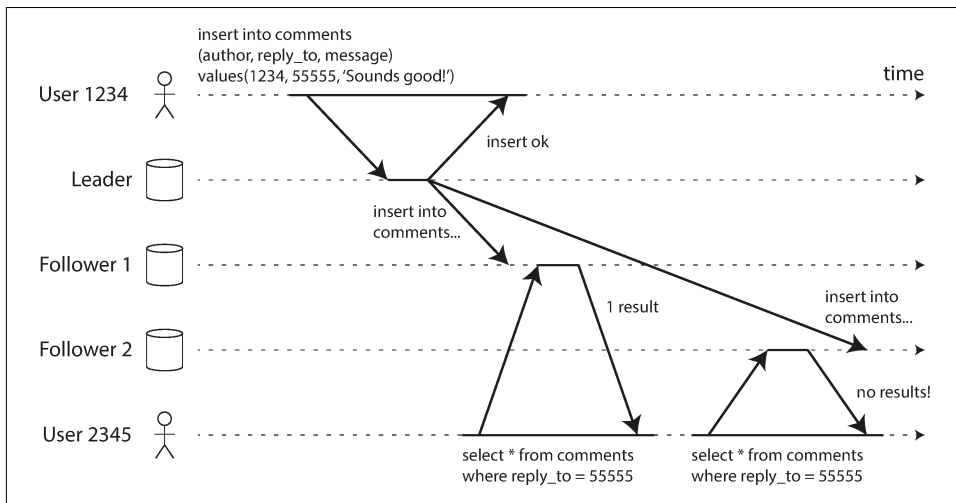 insert into comments
(author, reply_to, message)
values(1234, 55555, ‘Sounds good!’)
time
User 1234
insert ok
Leader
insert into
comments...
Follower 1
1 result
insert into
comments...
Follower 2
no results!
User 2345
select * from comments
where reply_to = 55555
select * from comments
where reply_to = 55555